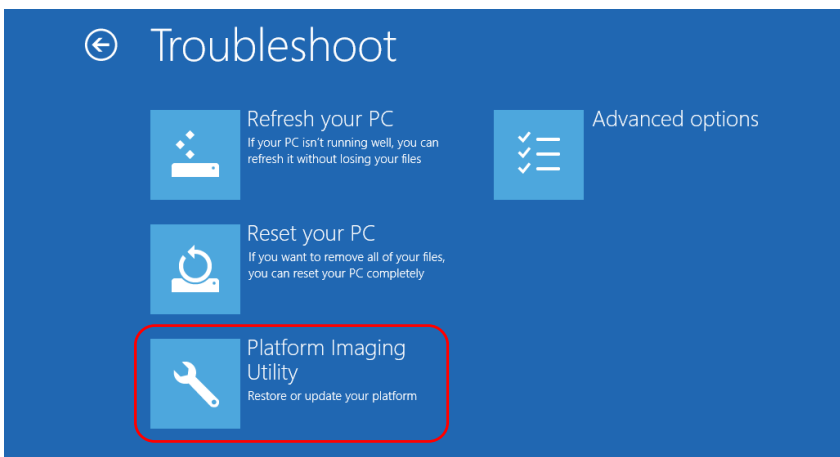 Troubleshoot
Refresh your PC
If your PC isn't running well, you can
refresh it without losing your files
Advanced options
Reset your PC
If you want to remove all of your files,
you can reset your PC completely
Platform Imaging
Utility
Restore or update your platform